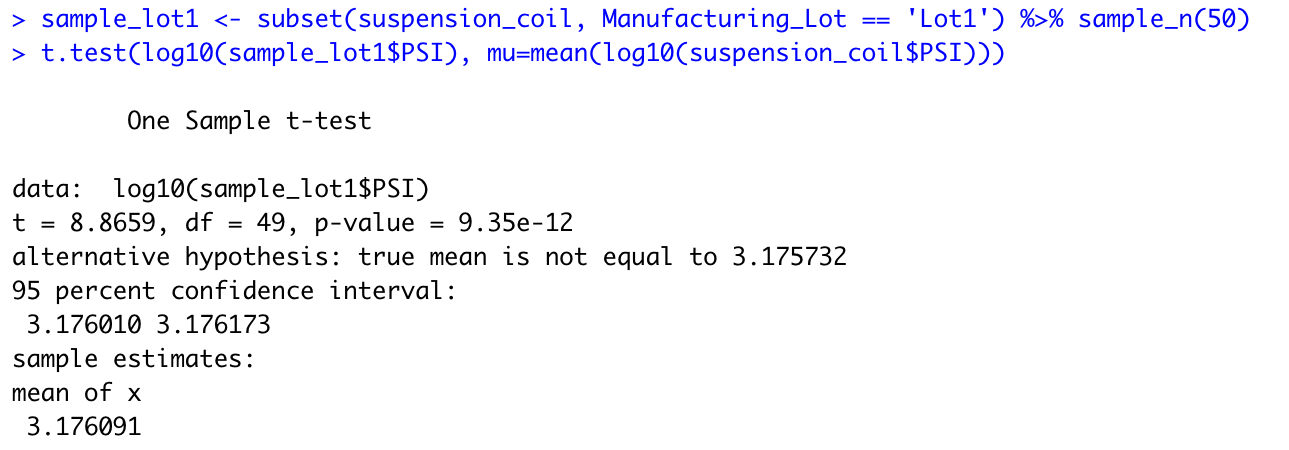 > sample_lot1 <- subset(suspension_coil, Manufacturing_Lot == 'Lot1') %>% sample_n(50)
> t.test(log10(sample_lot1$PSI), mu=mean(log10(suspension_coil$PSI)))
One Sample t-test
data:  log10(sample_lot1$PSI)
t = 8.8659, df = 49, p-value = 9.35e-12
alternative hypothesis: true mean is not equal to 3.175732
95 percent confidence interval:
 3.176010 3.176173
sample estimates:
mean of x
 3.176091